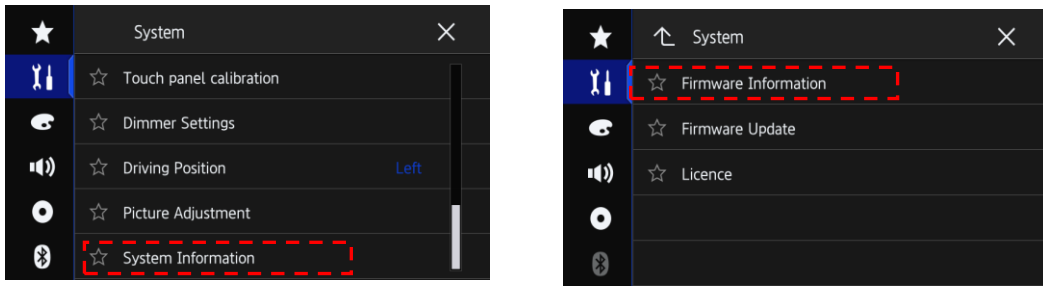 System
Touch panel calibration
Dimmer Settings
Driving Position Left
Picture Adjustment
System Information
System
Firmware Information
Firmware Update
Licence